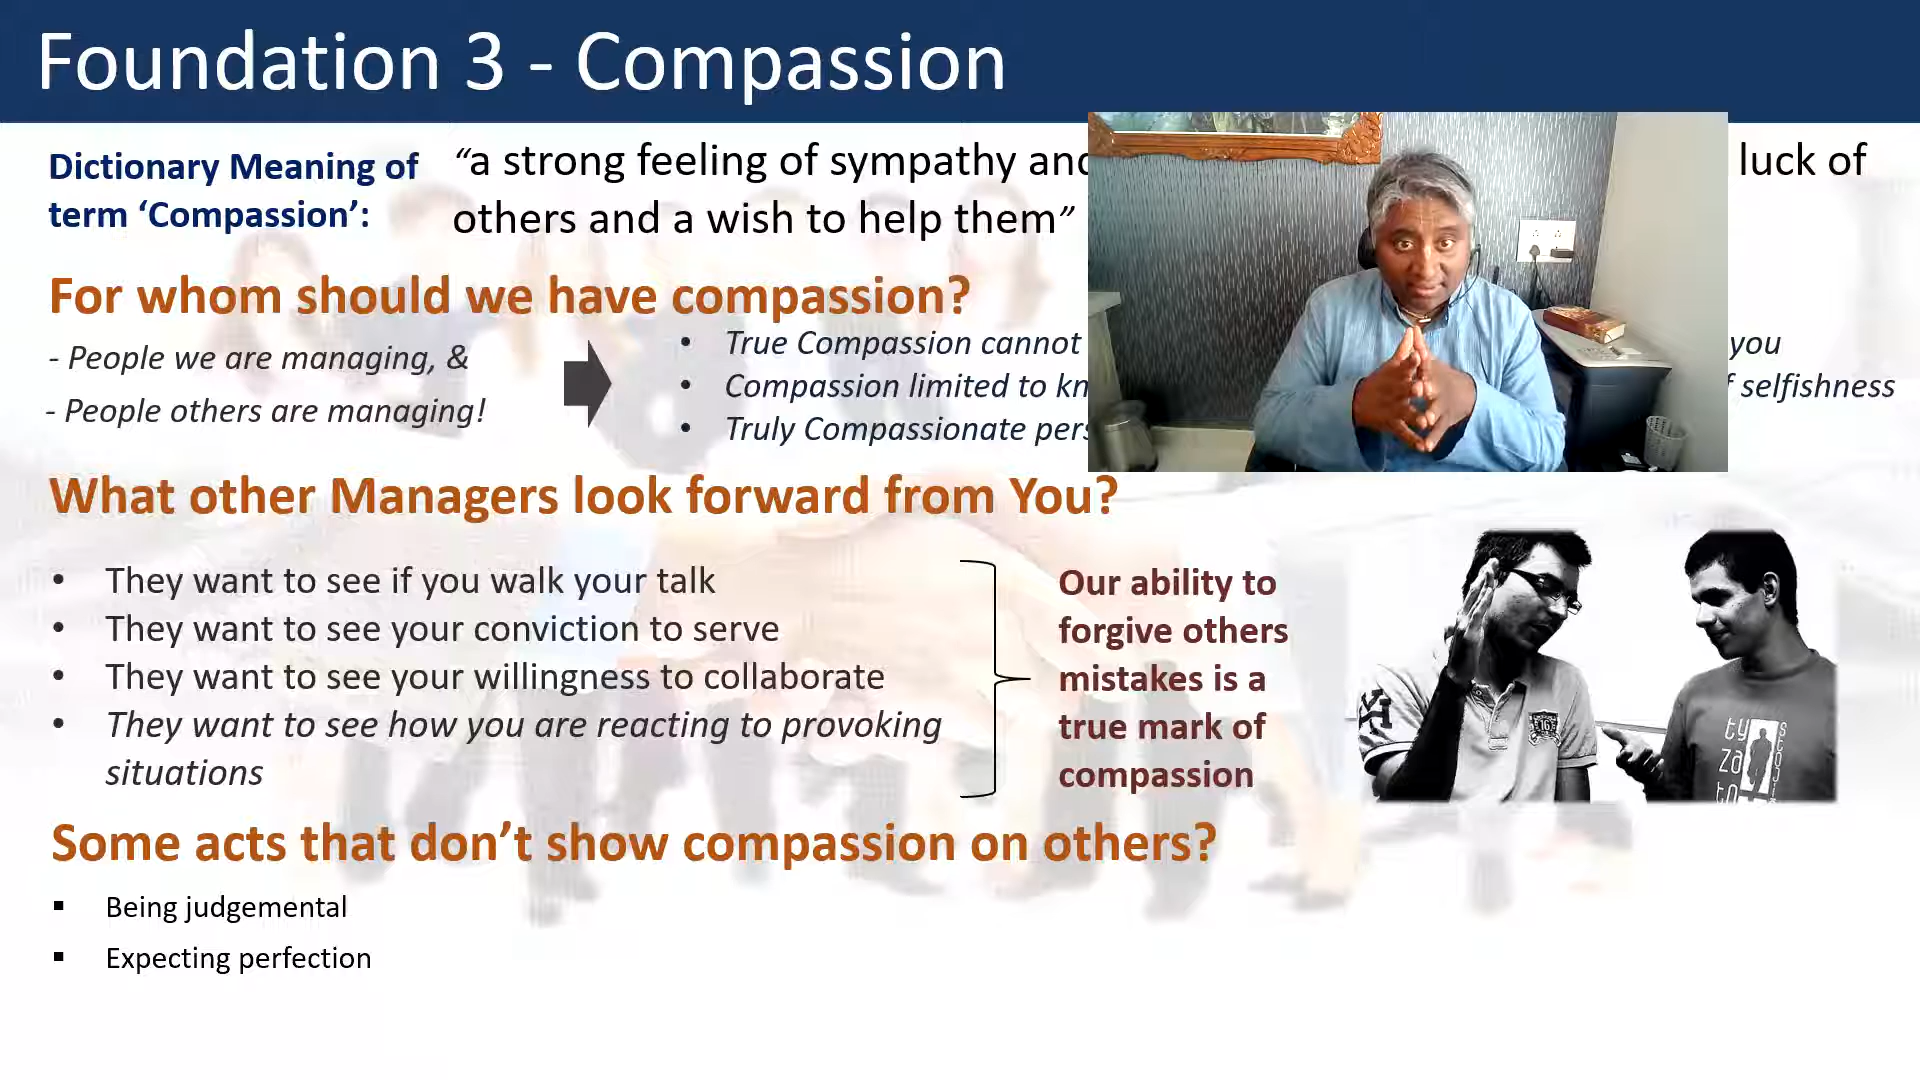 Foundation 3 - Compassion
Dictionary Meaning of
term ‘Compassion’:
“a strong feeling of sympathy and luck of
others and a wish to help them”
For whom should we have compassion?
- People we are managing, &
- People others are managing!
• True Compassion cannot you
• Compassion limited to selfishness
• Truly Compassionate
What other Managers look forward from You?
• They want to see if you walk your talk
• They want to see your conviction to serve
• They want to see your willingness to collaborate
• They want to see how you are reacting to provoking
situations
Our ability to
forgive others
mistakes is a
true mark of
compassion
Some acts that don’t show compassion on others?
▪ Being judgemental
▪ Expecting perfection